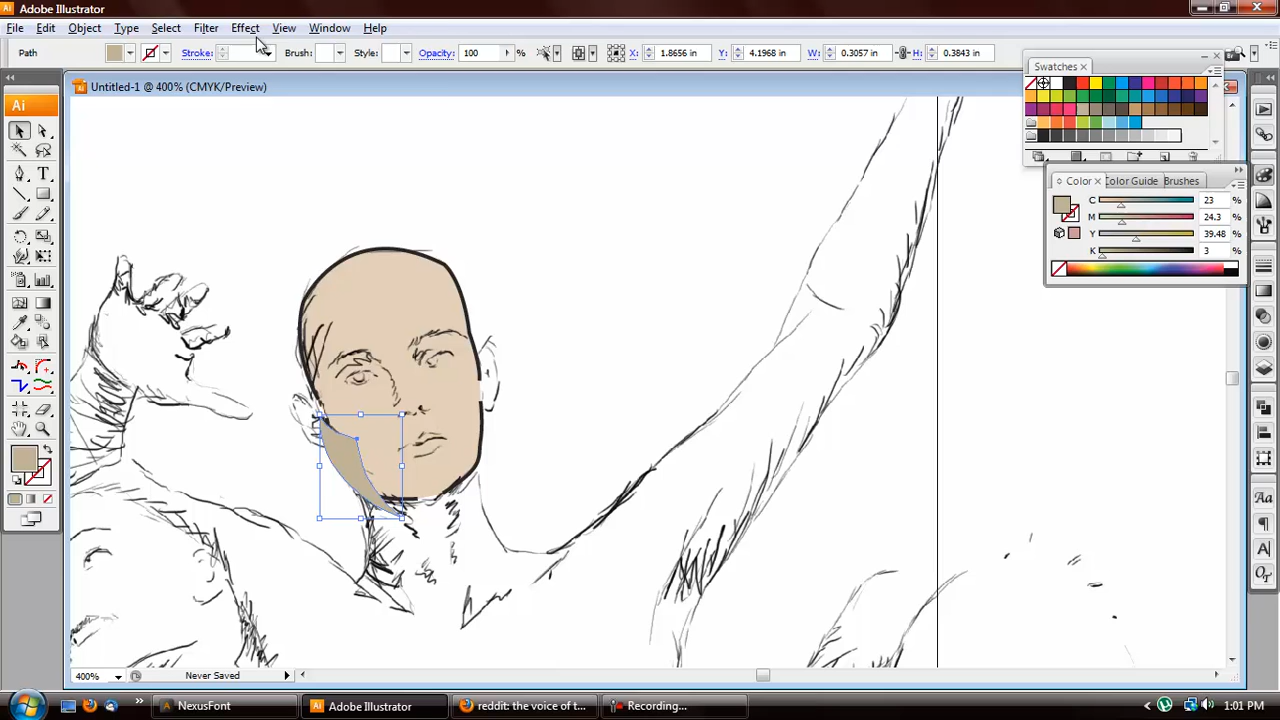 Ai Adobe Illustrator
File Edit Object Type Select Filter Effect View Window Help
Path Stroke: Brush: Style: Opacity: 100 % X: 1.8656 in Y: 4.1968 in W: 0.3057 in H: 0.3843 in
Swatches
Untitled-1 @ 400% (CMYK/Preview)
Ai
Color Color Guide Brushes
C 23 %
M 24.3 %
Y 39.48 %
K 3 %
T
Aa
A
400% Never Saved
NexusFont Adobe Illustrator reddit: the voice of t... Recording... 1:01 PM